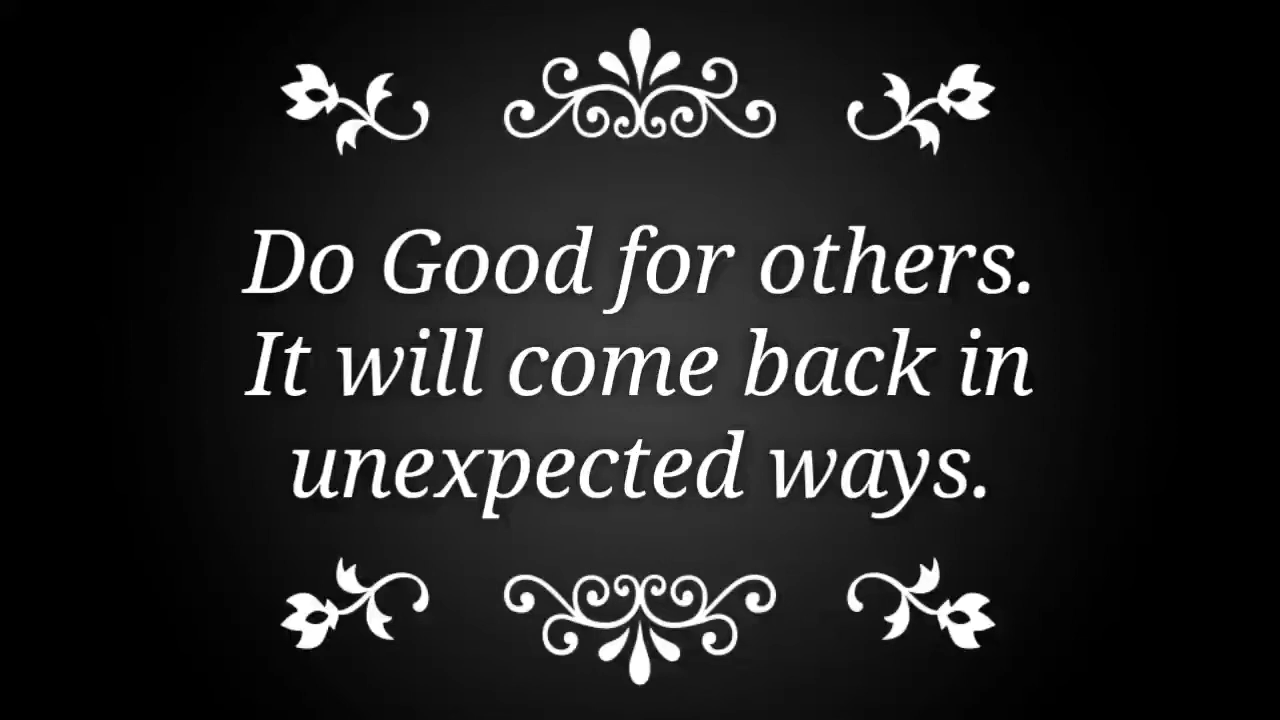 Do Good for others.
It will come back in
unexpected ways.